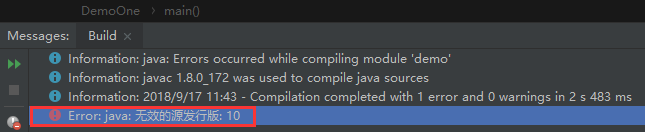 DemoOne › main()
Messages: Build ×
Information: java: Errors occurred while compiling module 'demo'
Information: javac 1.8.0_172 was used to compile java sources
Information: 2018/9/17 11:43 - Compilation completed with 1 error and 0 warnings in 2 s 483 ms
Error: java: 无效的源发行版: 10